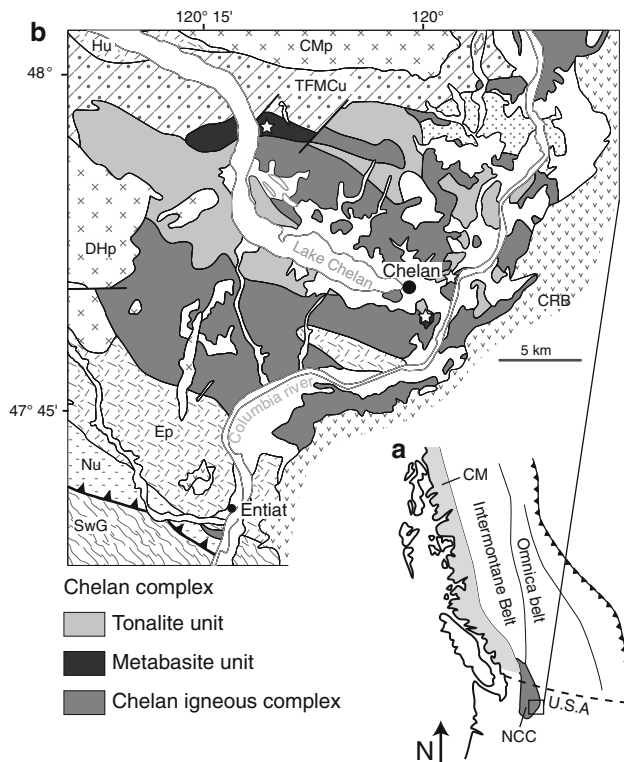 b
120° 15'
120°
48°
47° 45'
Hu
CMp
TFMCu
DHp
Lake Chelan
Chelan
CRB
5 km
Columbia river
Ep
Nu
SwG
Entiat
a
CM
Intermontane Belt
Omnica belt
U.S.A
NCC
N
Chelan complex
Tonalite unit
Metabasite unit
Chelan igneous complex